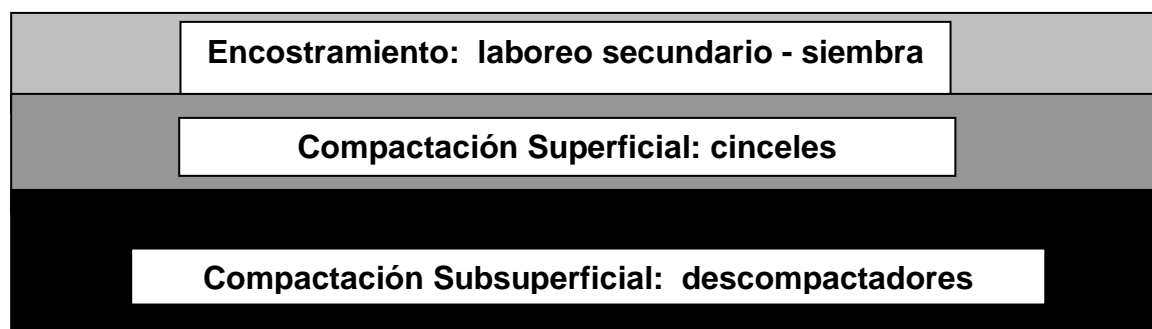 Encostramiento:  laboreo secundario - siembra
Compactación Superficial: cinceles
Compactación Subsuperficial:  descompactadores